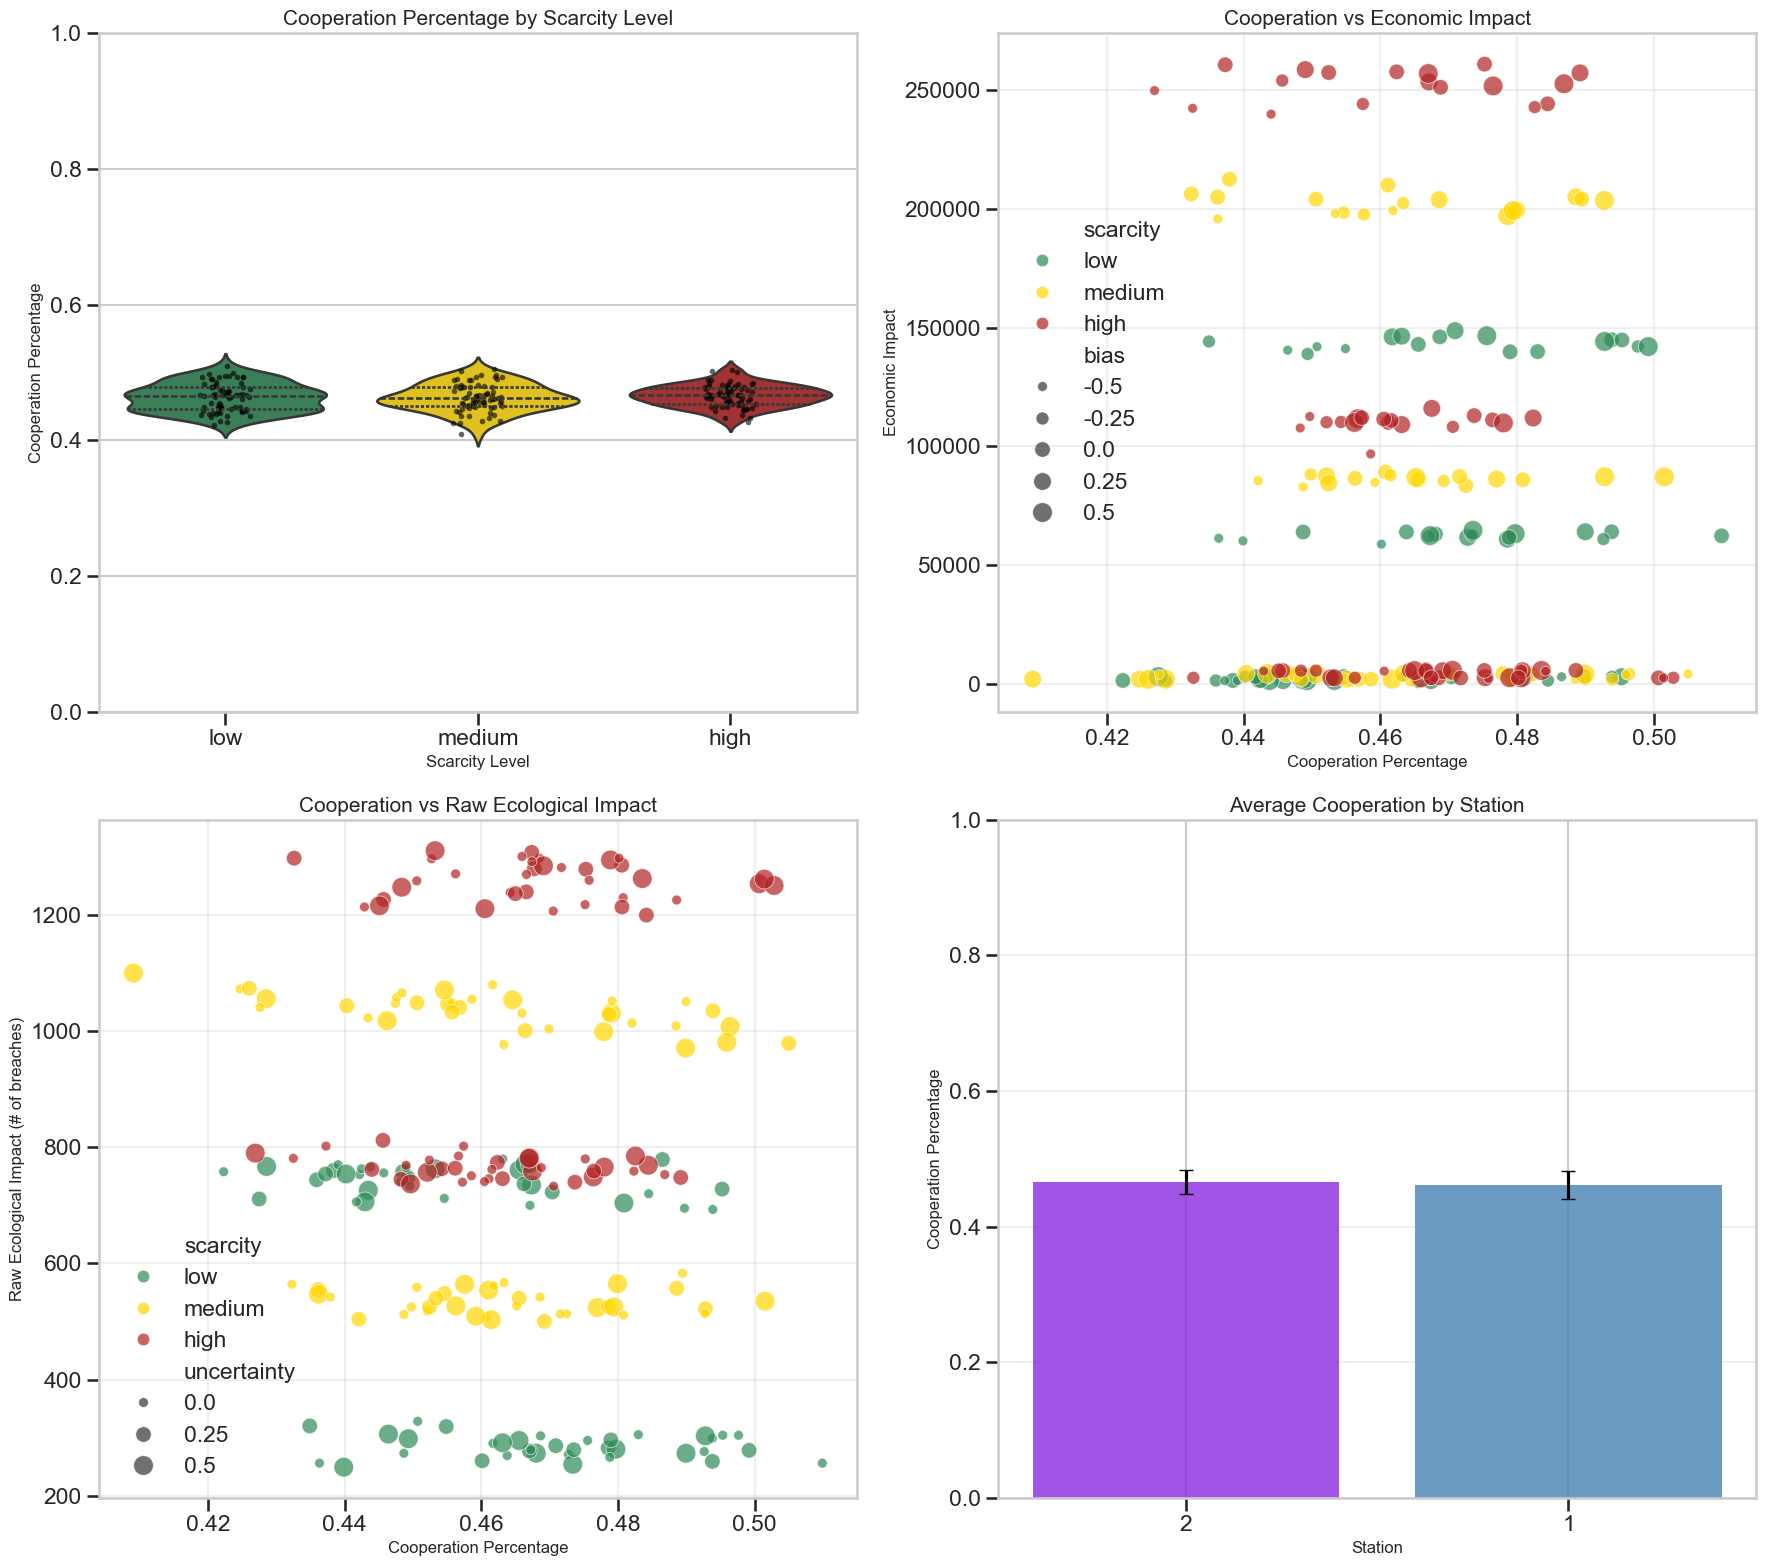 Cooperation Percentage by Scarcity Level
1.0
0.8
0.6
0.4
0.2
0.0
Cooperation Percentage
low
medium
high
Scarcity Level
Cooperation vs Economic Impact
250000
200000
150000
100000
50000
0
Economic Impact
scarcity
low
medium
high
bias
-0.5
-0.25
0.0
0.25
0.5
0.42
0.44
0.46
0.48
0.50
Cooperation Percentage
Cooperation vs Raw Ecological Impact
1200
1000
800
600
400
200
Raw Ecological Impact (# of breaches)
scarcity
low
medium
high
uncertainty
0.0
0.25
0.5
0.42
0.44
0.46
0.48
0.50
Cooperation Percentage
Average Cooperation by Station
1.0
0.8
0.6
0.4
0.2
0.0
Cooperation Percentage
2
1
Station